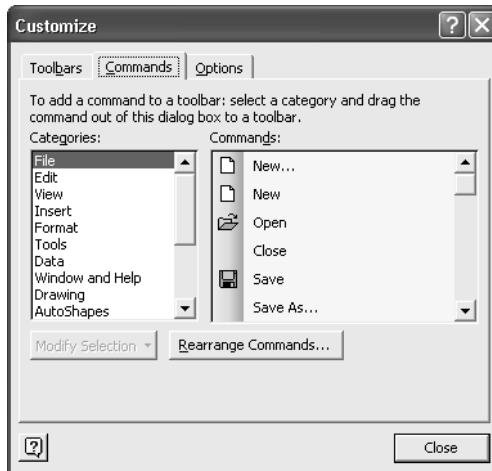 Customize
Toolbars Commands Options
To add a command to a toolbar: select a category and drag the
command out of this dialog box to a toolbar.
Categories:
File
Edit
View
Insert
Format
Tools
Data
Window and Help
Drawing
AutoShapes
Commands:
New...
New
Open
Close
Save
Save As...
Modify Selection
Rearrange Commands...
Close